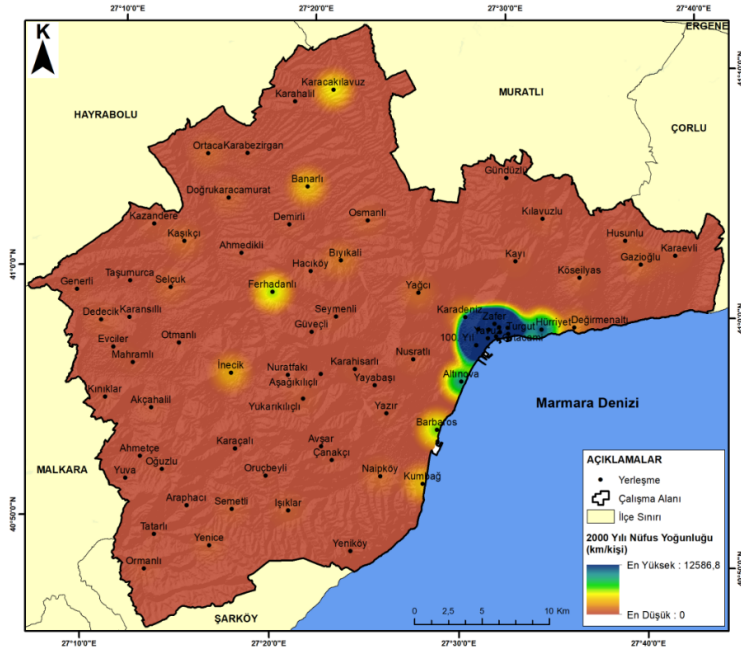 27°10'0"E
27°20'0"E
27°30'0"E
27°40'0"E
K
ERGENE
HAYRABOLU
MURATLI
ÇORLU
Karacakılavuz
Karahalil
Ortaca
Karabezirgan
Banarlı
Doğrukaracamurat
Gündüzlü
Kazandere
Kaşıkçı
Demirli
Osmanlı
Kılavuzlu
Husunlu
Karaevli
Gazioğlu
Ahmedikli
Bıyıkali
Hacıköy
Kayı
Köseilyas
41°0'0"N
Generli
Taşumurca
Selçuk
Ferhadanlı
Yağcı
Dedecik
Karansıllı
Seymenli
Karadeniz
Zafer
Turgut
Hürriyet
Değirmenaltı
Evciler
Otmanlı
Güveçli
100. Yıl
Mahramlı
Nusratlı
İnecik
Nuratfakı
Karahisarlı
Aşağıkılıçlı
Yayabaşı
Altınova
Kınıklar
Akçahalil
Yukarıkılıçlı
Yazır
Barbaros
Marmara Denizi
Ahmetçe
Karaçalı
Avşar
Çanakçı
MALKARA
Yuva
Oğuzlu
Oruçbeyli
Naipköy
Kumbağ
Araphacı
Semetli
Işıklar
40°50'0"N
Tatarlı
Yenice
Yeniköy
Ormanlı
ŞARKÖY
AÇIKLAMALAR
Yerleşme
Çalışma Alanı
İlçe Sınırı
2000 Yılı Nüfus Yoğunluğu
(km/kişi)
En Yüksek : 12586,8
En Düşük : 0
0 2,5 5 10 Km
40°50'0"N
27°10'0"E
27°20'0"E
27°30'0"E
27°40'0"E